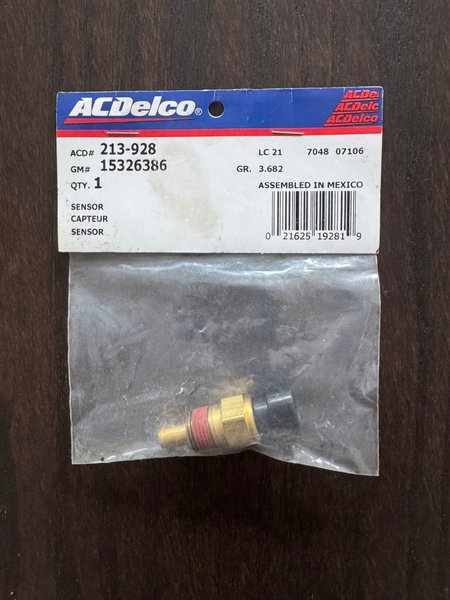 ACDelco®
ACDelco
ACDelco
ACDelco
ACD# 213-928
GM# 15326386
QTY. 1
LC 21 7048 07106
GR. 3.682
ASSEMBLED IN MEXICO
SENSOR
CAPTEUR
SENSOR
0 21625 19281 9